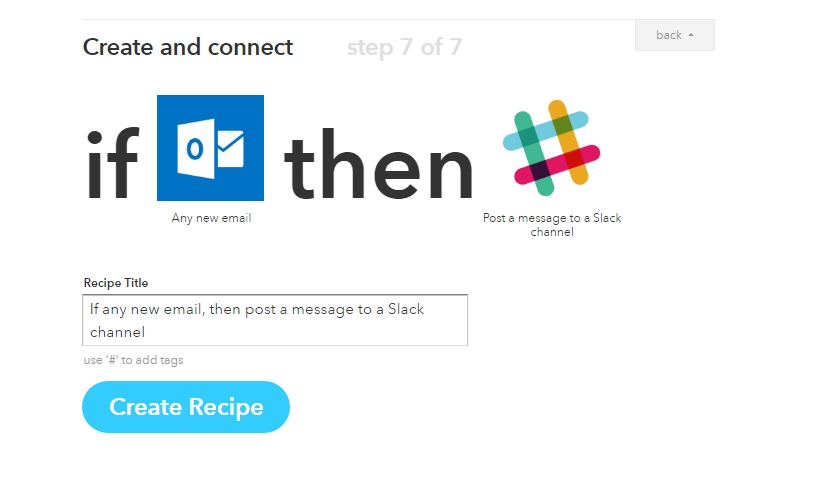 Create and connect
step 7 of 7
back
if
O
then
Any new email
Post a message to a Slack
channel
Recipe Title
If any new email, then post a message to a Slack
channel
use '#' to add tags
Create Recipe